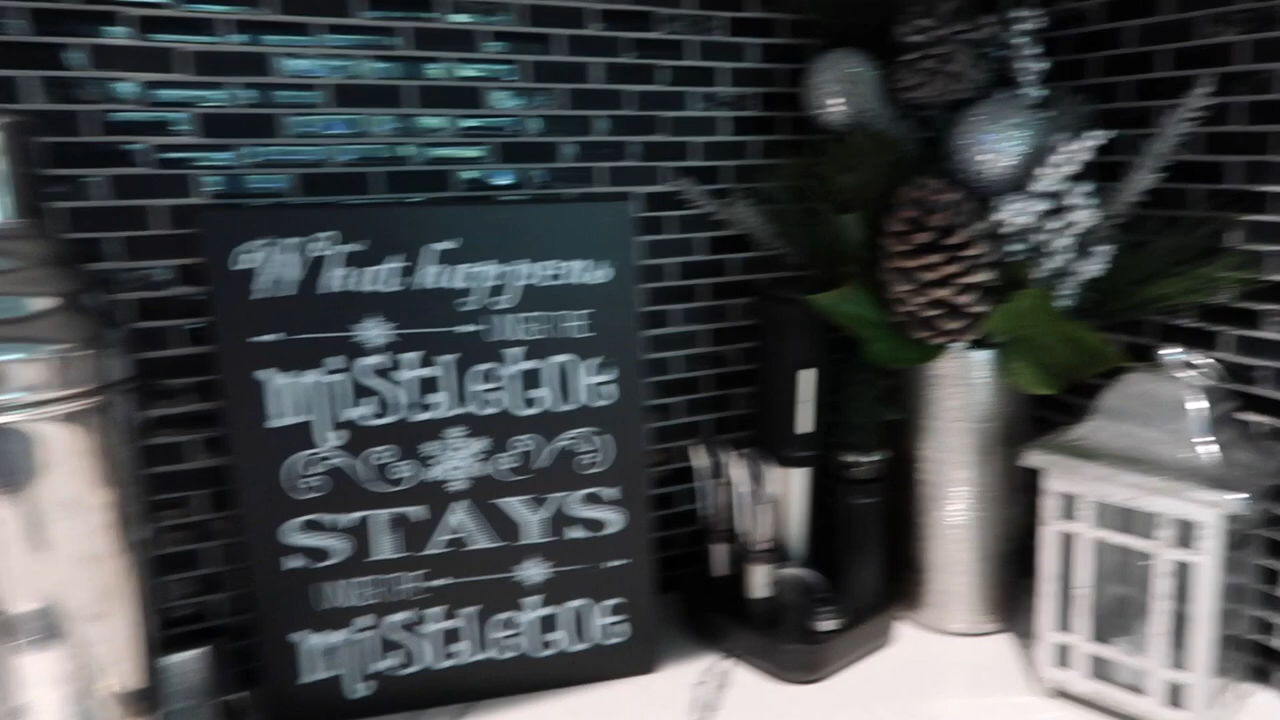 What happens
UNDER THE
mistletoe
STAYS
UNDER THE
mistletoe